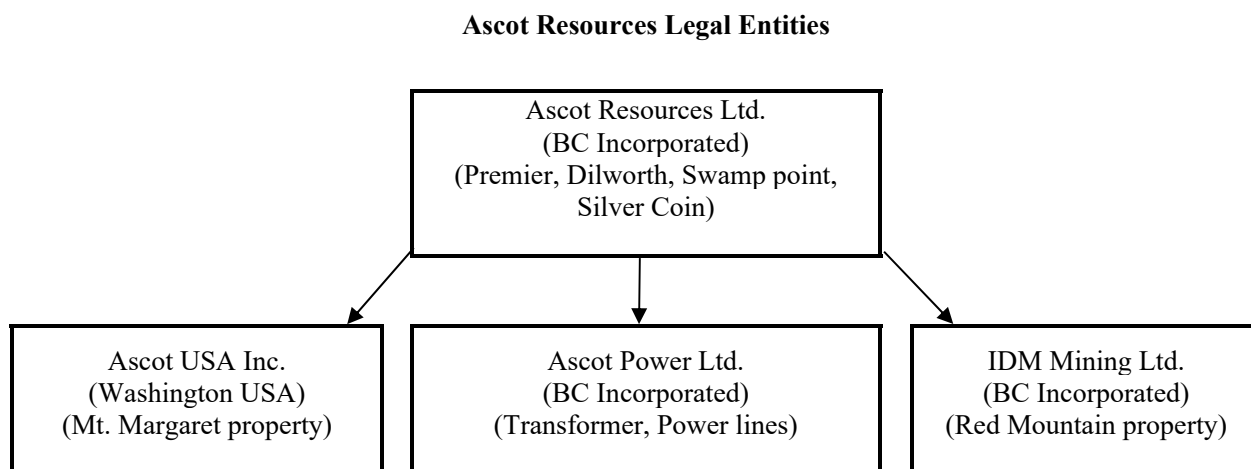 Ascot Resources Legal Entities
Ascot Resources Ltd.
(BC Incorporated)
(Premier, Dilworth, Swamp point,
Silver Coin)
Ascot USA Inc.
(Washington USA)
(Mt. Margaret property)
Ascot Power Ltd.
(BC Incorporated)
(Transformer, Power lines)
IDM Mining Ltd.
(BC Incorporated)
(Red Mountain property)